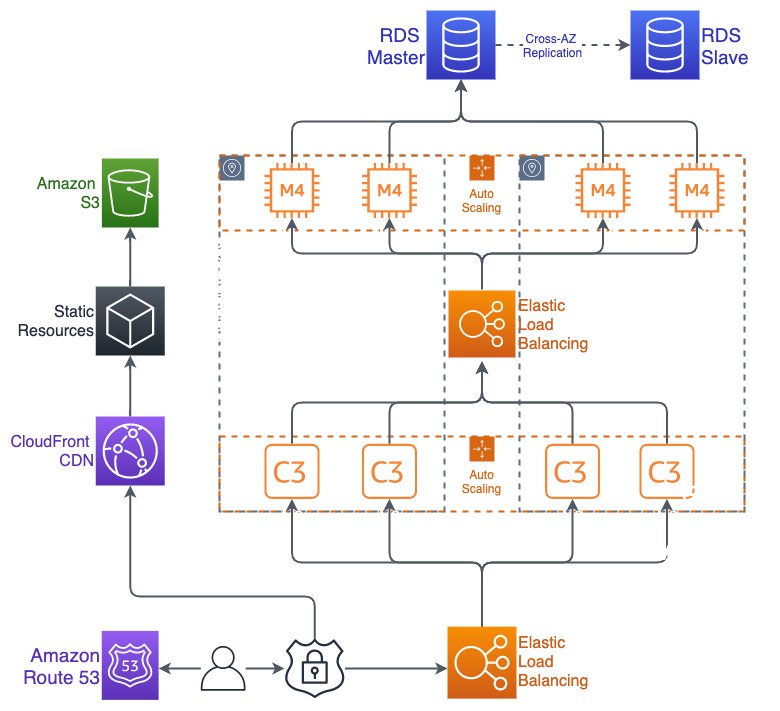 RDS
Master
Cross-AZ
Replication
RDS
Slave
Amazon
S3
M4
M4
Auto
Scaling
M4
M4
Static
Resources
Elastic
Load
Balancing
CloudFront
CDN
C3
C3
Auto
Scaling
C3
C3
Amazon
Route 53
53
Elastic
Load
Balancing